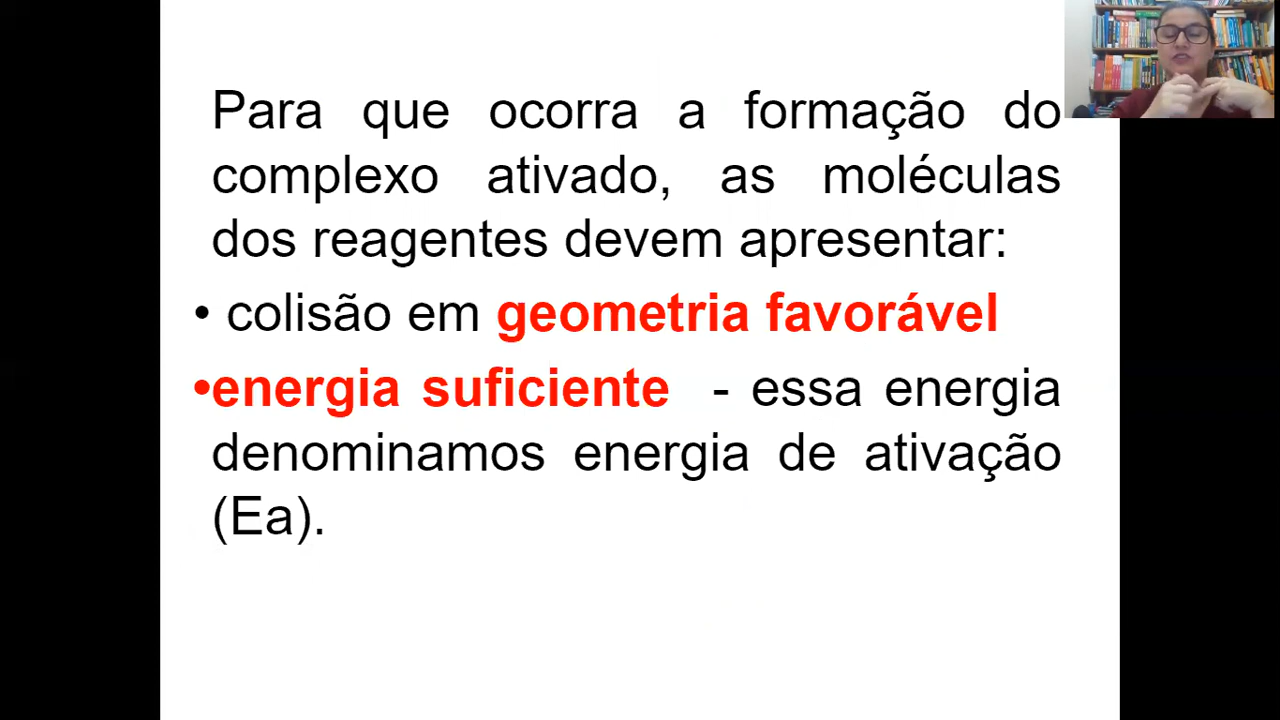 Para que ocorra a formação do
complexo ativado, as moléculas
dos reagentes devem apresentar:
• colisão em geometria favorável
•energia suficiente - essa energia
denominamos energia de ativação
(Ea).